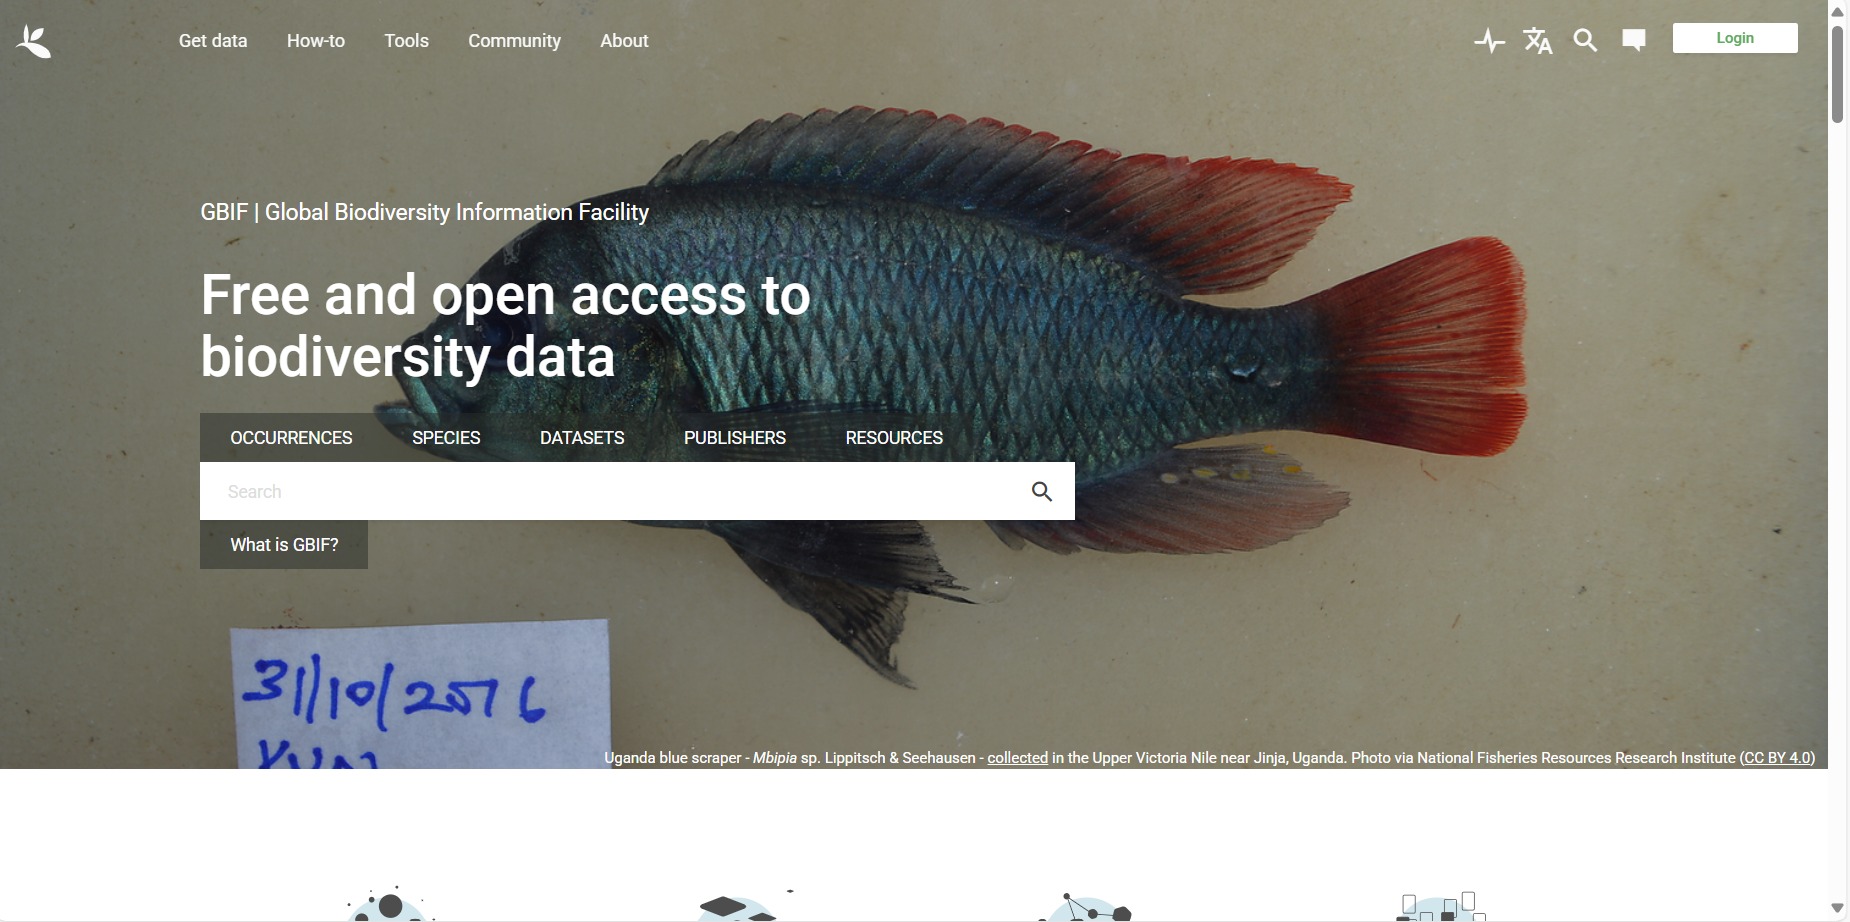 Get data How-to Tools Community About Login
GBIF | Global Biodiversity Information Facility
Free and open access to
biodiversity data
OCCURRENCES SPECIES DATASETS PUBLISHERS RESOURCES
Search
What is GBIF?
31/10/2016
Uganda blue scraper - Mbipia sp. Lippitsch & Seehausen - collected in the Upper Victoria Nile near Jinja, Uganda. Photo via National Fisheries Resources Research Institute (CC BY 4.0)